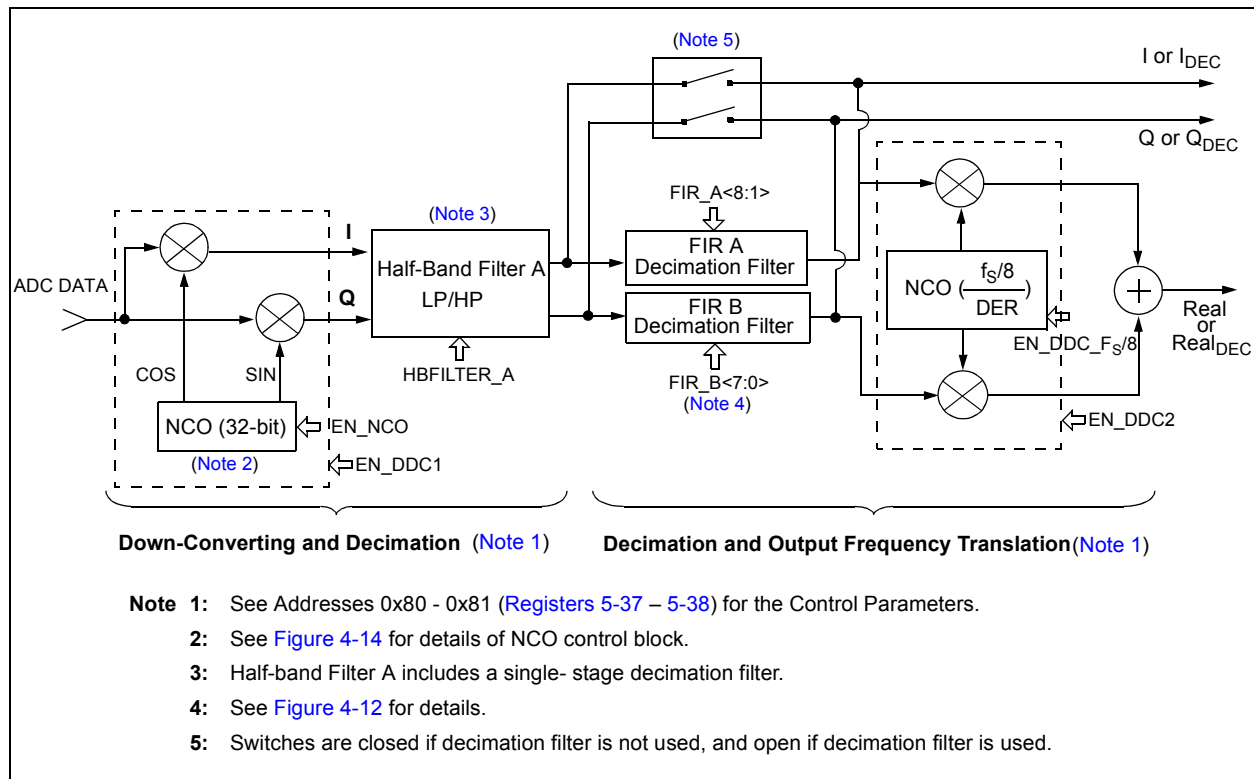 (Note 5)
I or IDEC
Q or QDEC
FIR_A<8:1>
(Note 3)
I
FIR A
Decimation Filter
Half-Band Filter A
LP/HP
NCO (fS/8
DER)
ADC DATA
Q
FIR B
Decimation Filter
Real
or
RealDEC
EN_DDC_FS/8
COS
SIN
HBFILTER_A
FIR_B<7:0>
(Note 4)
NCO (32-bit)
EN_NCO
EN_DDC2
(Note 2)
EN_DDC1
Down-Converting and Decimation (Note 1)
Decimation and Output Frequency Translation(Note 1)
Note 1: See Addresses 0x80 - 0x81 (Registers 5-37 – 5-38) for the Control Parameters.
2: See Figure 4-14 for details of NCO control block.
3: Half-band Filter A includes a single- stage decimation filter.
4: See Figure 4-12 for details.
5: Switches are closed if decimation filter is not used, and open if decimation filter is used.